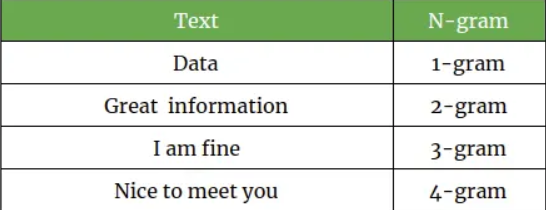 Text N-gram
Data 1-gram
Great information 2-gram
I am fine 3-gram
Nice to meet you 4-gram